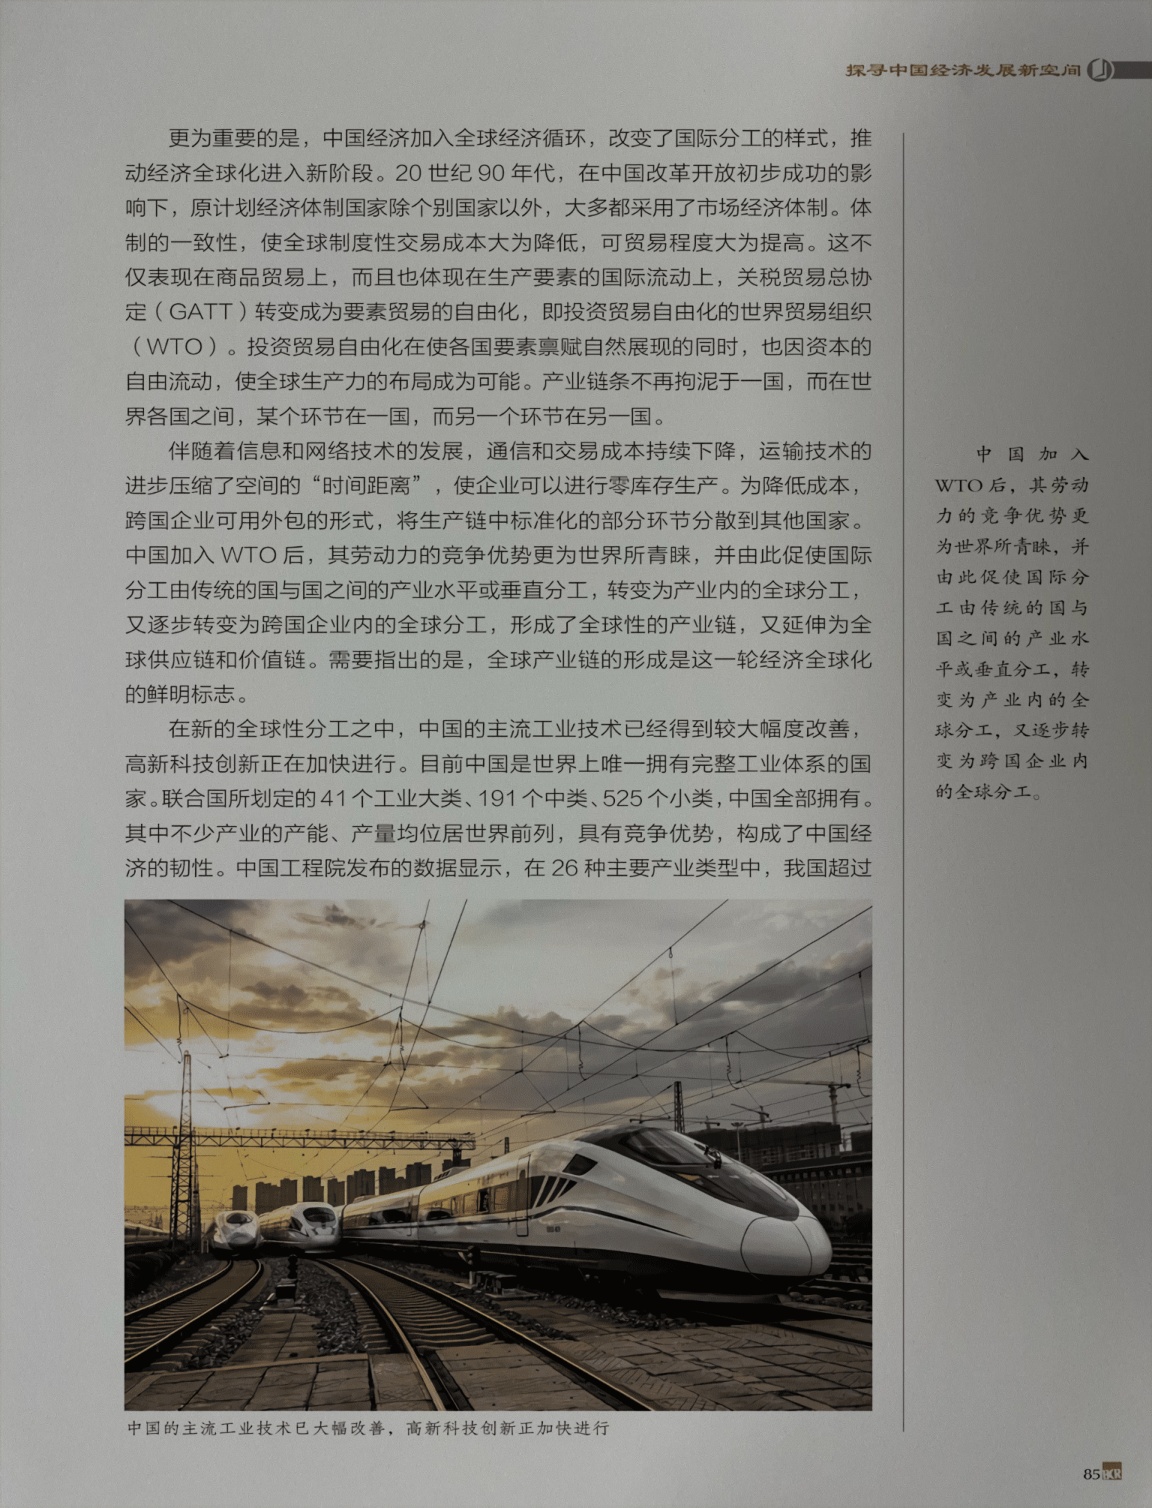 探寻中国经济发展新空间
更为重要的是，中国经济加入全球经济循环，改变了国际分工的样式，推
动经济全球化进入新阶段。20 世纪 90 年代，在中国改革开放初步成功的影
响下，原计划经济体制国家除个别国家以外，大多都采用了市场经济体制。体
制的一致性，使全球制度性交易成本大为降低，可贸易程度大为提高。这不
仅表现在商品贸易上，而且也体现在生产要素的国际流动上，关税贸易总协
定（GATT）转变成为要素贸易的自由化，即投资贸易自由化的世界贸易组织
（WTO）。投资贸易自由化在使各国要素禀赋自然展现的同时，也因资本的
自由流动，使全球生产力的布局成为可能。产业链条不再拘泥于一国，而在世
界各国之间，某个环节在一国，而另一个环节在另一国。
伴随着信息和网络技术的发展，通信和交易成本持续下降，运输技术的
进步压缩了空间的“时间距离”，使企业可以进行零库存生产。为降低成本，
跨国企业可用外包的形式，将生产链中标准化的部分环节分散到其他国家。
中国加入 WTO 后，其劳动力的竞争优势更为世界所青睐，并由此促使国际
分工由传统的国与国之间的产业水平或垂直分工，转变为产业内的全球分工，
又逐步转变为跨国企业内的全球分工，形成了全球性的产业链，又延伸为全
球供应链和价值链。需要指出的是，全球产业链的形成是这一轮经济全球化
的鲜明标志。
在新的全球性分工之中，中国的主流工业技术已经得到较大幅度改善，
高新科技创新正在加快进行。目前中国是世界上唯一拥有完整工业体系的国
家。联合国所划定的 41 个工业大类、191 个中类、525 个小类，中国全部拥有。
其中不少产业的产能、产量均位居世界前列，具有竞争优势，构成了中国经
济的韧性。中国工程院发布的数据显示，在 26 种主要产业类型中，我国超过
中国加入
WTO 后，其劳动
力的竞争优势更
为世界所青睐，并
由此促使国际分
工由传统的国与
国之间的产业水
平或垂直分工，转
变为产业内的全
球分工，又逐步转
变为跨国企业内
的全球分工。
中国的主流工业技术已大幅改善，高新科技创新正加快进行
85